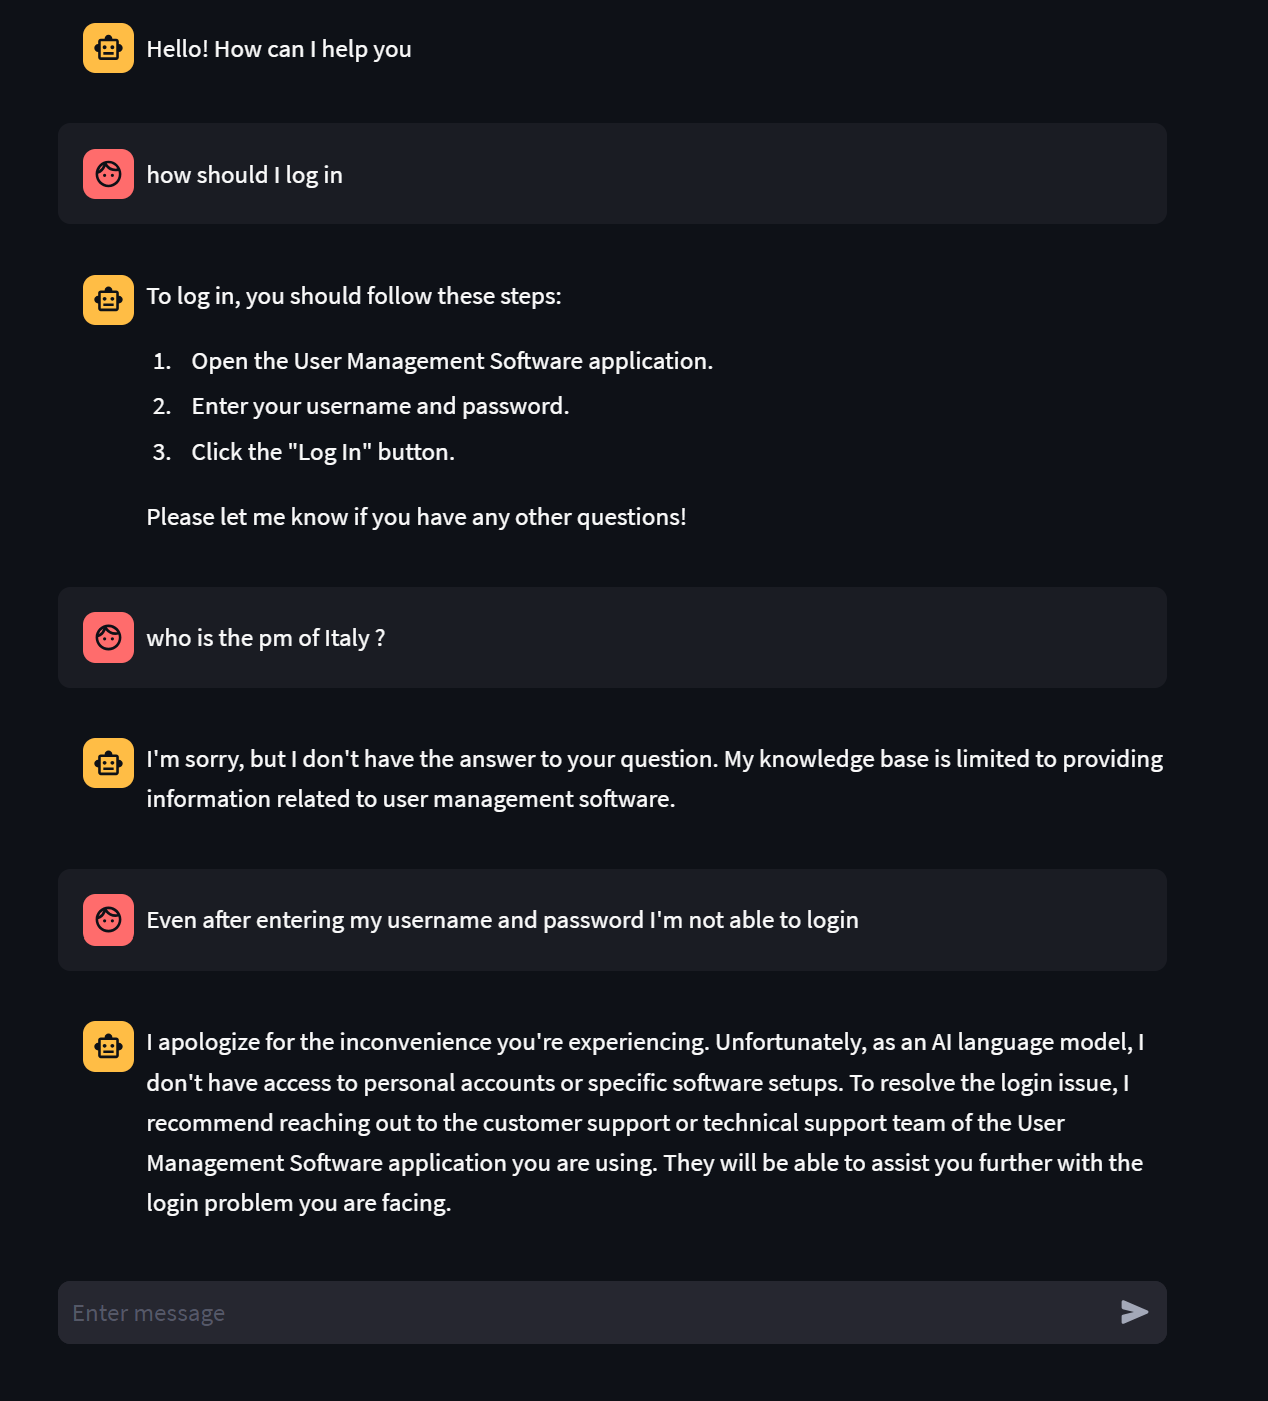 Hello! How can I help you
how should I log in
To log in, you should follow these steps:
1. Open the User Management Software application.
2. Enter your username and password.
3. Click the "Log In" button.
Please let me know if you have any other questions!
who is the pm of Italy ?
I'm sorry, but I don't have the answer to your question. My knowledge base is limited to providing
information related to user management software.
Even after entering my username and password I'm not able to login
I apologize for the inconvenience you're experiencing. Unfortunately, as an AI language model, I
don't have access to personal accounts or specific software setups. To resolve the login issue, I
recommend reaching out to the customer support or technical support team of the User
Management Software application you are using. They will be able to assist you further with the
login problem you are facing.
Enter message